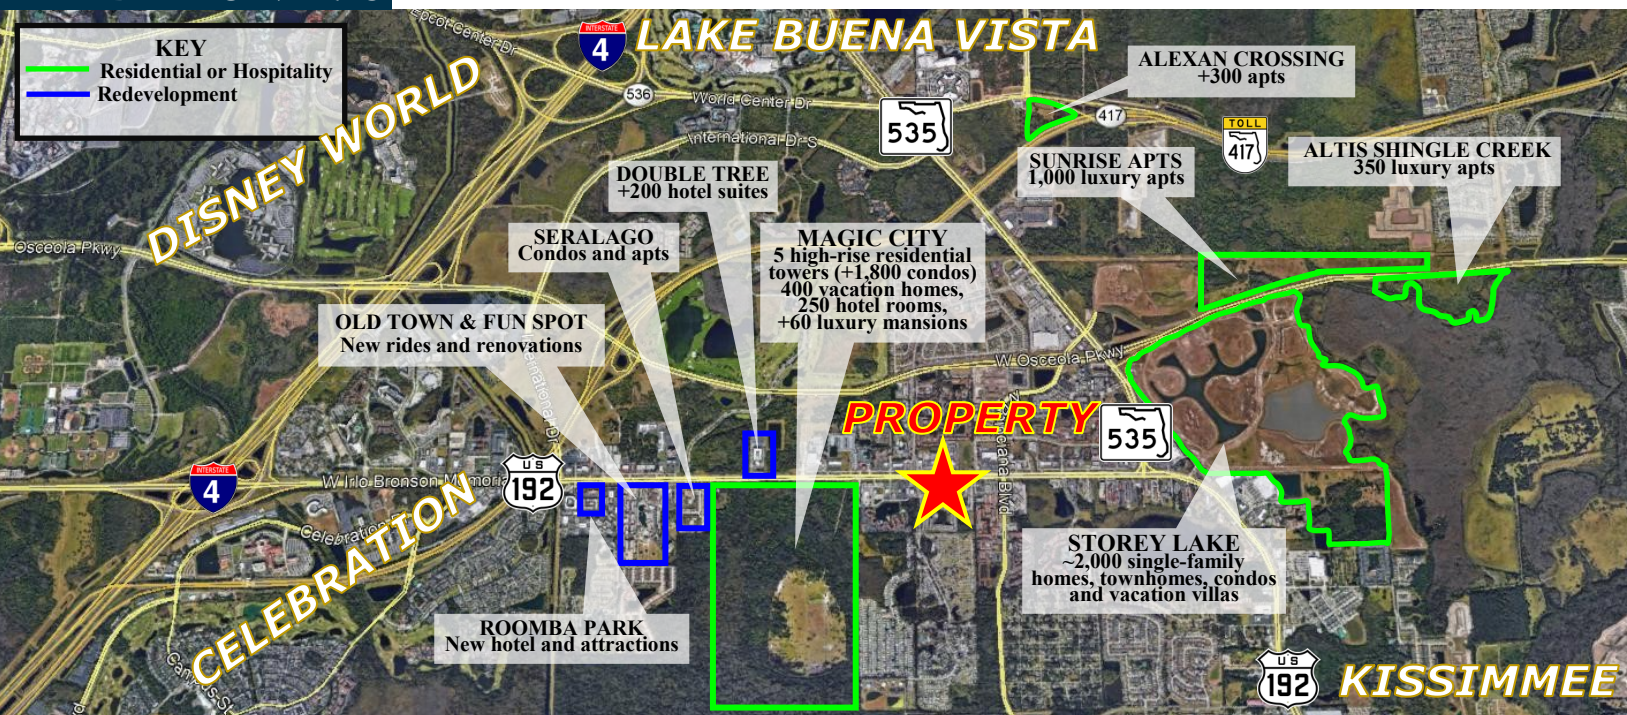 KEY
Residential or Hospitality
Redevelopment
Epcot Center Dr
INTERSTATE
4
LAKE BUENA VISTA
DISNEY WORLD
536
World Center Dr
International Dr S
535
ALEXAN CROSSING
+300 apts
417
TOLL
417
SUNRISE APTS
1,000 luxury apts
ALTIS SHINGLE CREEK
350 luxury apts
DOUBLE TREE
+200 hotel suites
Osceola Pkwy
SERALAGO
Condos and apts
MAGIC CITY
5 high-rise residential
towers (+1,800 condos)
400 vacation homes,
250 hotel rooms,
+60 luxury mansions
OLD TOWN & FUN SPOT
New rides and renovations
W Osceola Pkwy
PROPERTY
535
INTERSTATE
4
W Irlo Bronson
US
192
CELEBRATION
STOREY LAKE
~2,000 single-family
homes, townhomes, condos
and vacation villas
ROOMBA PARK
New hotel and attractions
US
192
KISSIMMEE